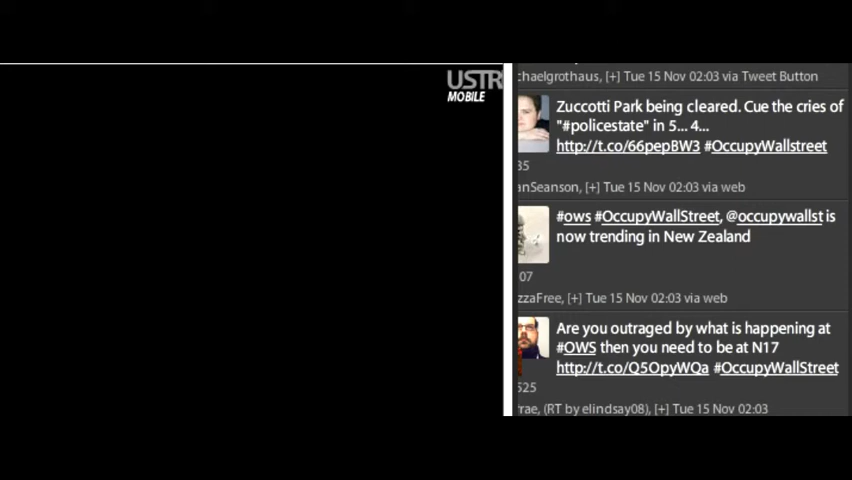 USTR
MOBILE
chaelgrothaus, [+] Tue 15 Nov 02:03 via Tweet Button
Zuccotti Park being cleared. Cue the cries of
"#policestate" in 5... 4...
http://t.co/66pepBW3 #OccupyWallstreet
35
anSeanson, [+] Tue 15 Nov 02:03 via web
#ows #OccupyWallStreet, @occupywallst is
now trending in New Zealand
07
zzaFree, [+] Tue 15 Nov 02:03 via web
Are you outraged by what is happening at
#OWS then you need to be at N17
http://t.co/Q5OpyWQa #OccupyWallStreet
525
rae, (RT by elindsay08), [+] Tue 15 Nov 02:03